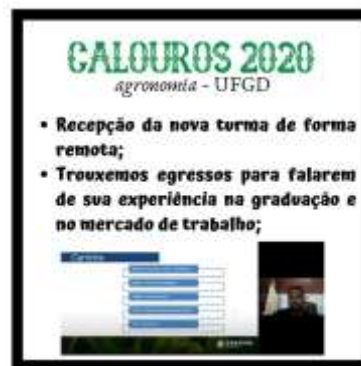 CALOUROS 2020
agronomia - UFGD
• Recepção da nova turma de forma
remota;
• Trouxemos egressos para falarem
de sua experiência na graduação e
no mercado de trabalho;
Carreira